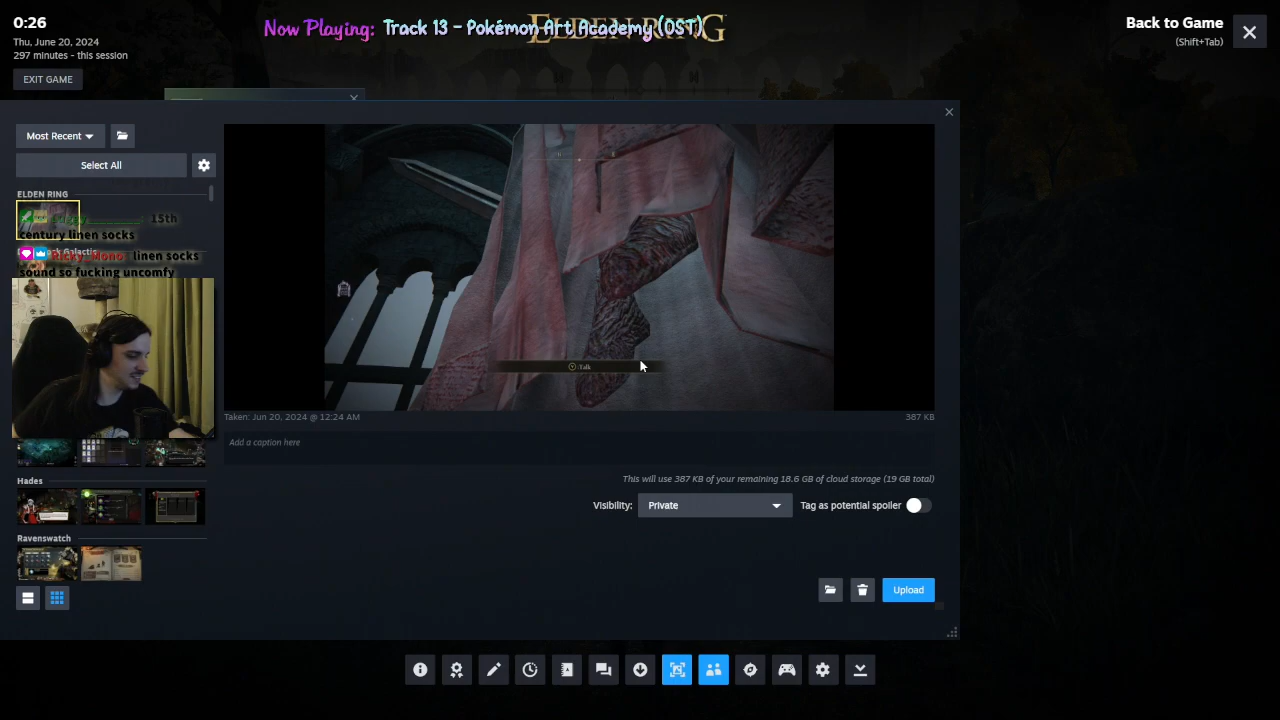 0:26
Thu, June 20, 2024
297 minutes - this session
EXIT GAME
Now Playing: Track 13 - Pokémon Art Academy (OST)
ELDEN RING
Back to Game
(Shift+Tab)
Most Recent
Select All
ELDEN RING
15th
century linen socks
Ricky_Mono linen socks
sound so fucking uncomfy
Hades
Ravenswatch
:Talk
Taken: Jun 20, 2024 @ 12:24 AM
387 KB
Add a caption here
This will use 387 KB of your remaining 18.6 GB of cloud storage (19 GB total)
Visibility:
Private
Tag as potential spoiler
Upload